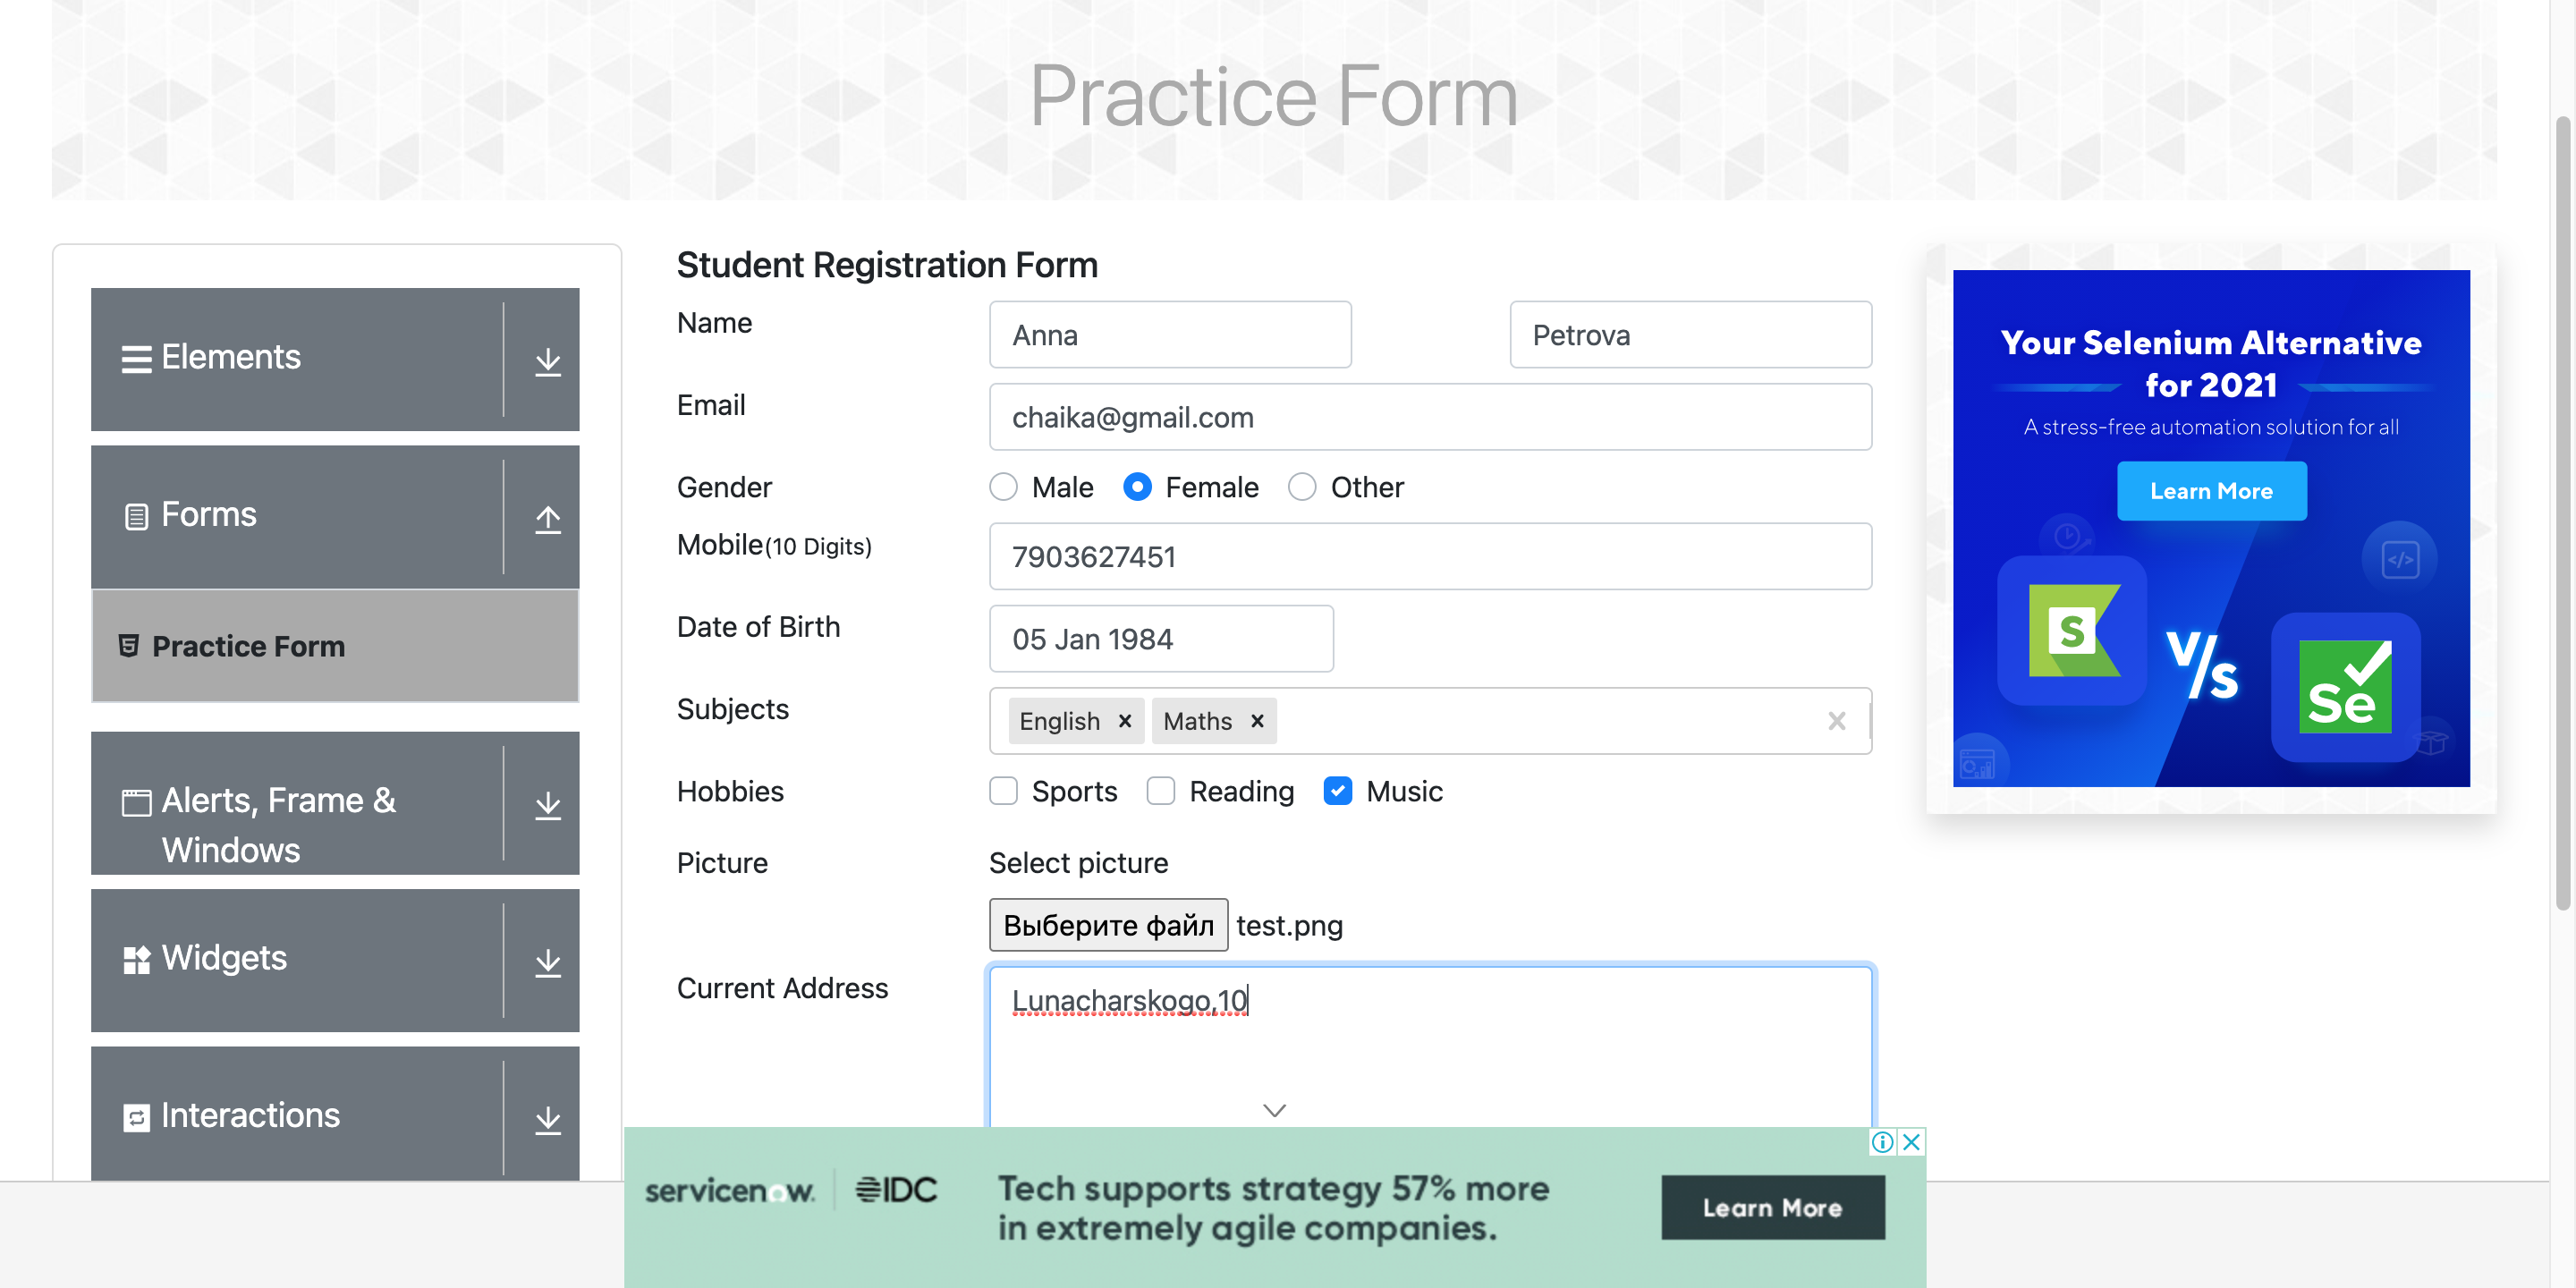 Practice Form
Elements
Forms
Practice Form
Alerts, Frame &
Windows
Widgets
Interactions
Student Registration Form
Name
Anna
Petrova
Email
chaika@gmail.com
Gender
Male
Female
Other
Mobile(10 Digits)
7903627451
Date of Birth
05 Jan 1984
Subjects
English
Maths
Hobbies
Sports
Reading
Music
Picture
Select picture
Выберите файл test.png
Current Address
Lunacharskogo,10
Your Selenium Alternative
for 2021
A stress-free automation solution for all
Learn More
S
V/s
Se
servicenow.
IDC
Tech supports strategy 57% more
in extremely agile companies.
Learn More